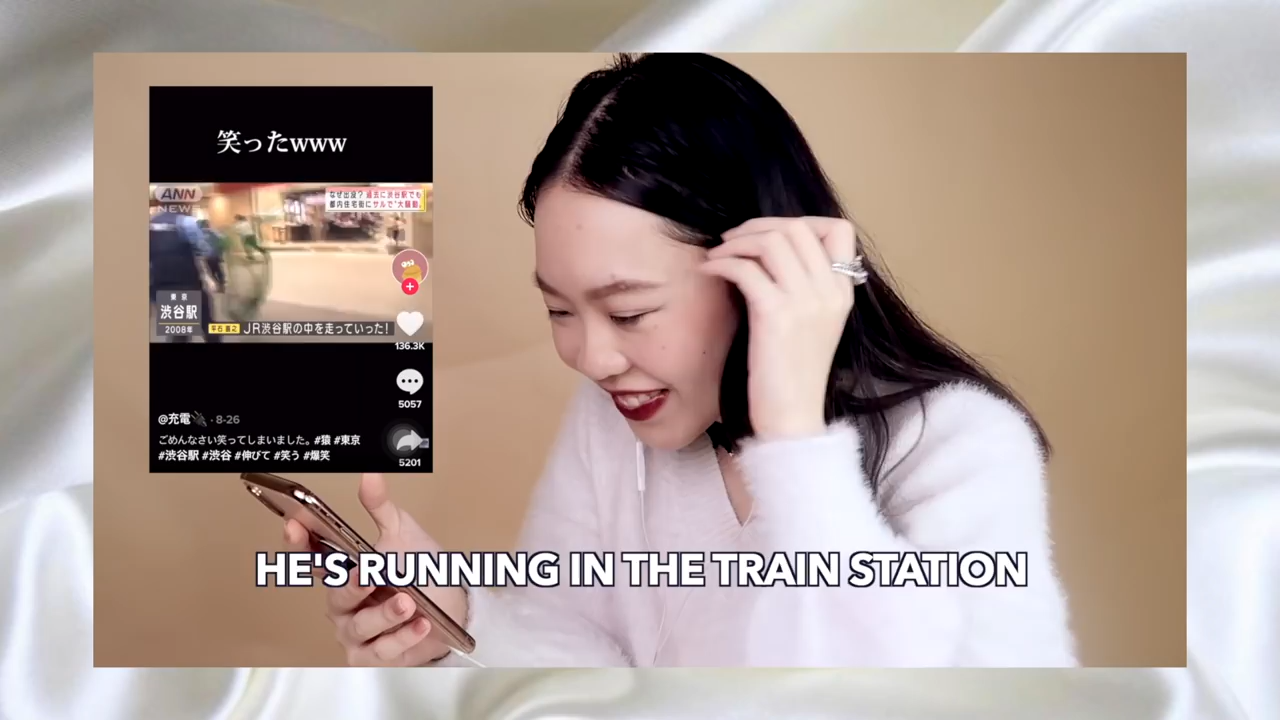 笑ったwww
ANN
NEWS
なぜ出没?過去に渋谷駅でも
都内住宅街にサルで"大騒動"
東京
渋谷駅
2008年
JR渋谷駅の中を走っていった!
136.3K
5057
@充電 · 8-26
ごめんなさい笑ってしまいました。#猿 #東京
#渋谷駅 #渋谷 #伸びて #笑う #爆笑
5201
HE'S RUNNING IN THE TRAIN STATION